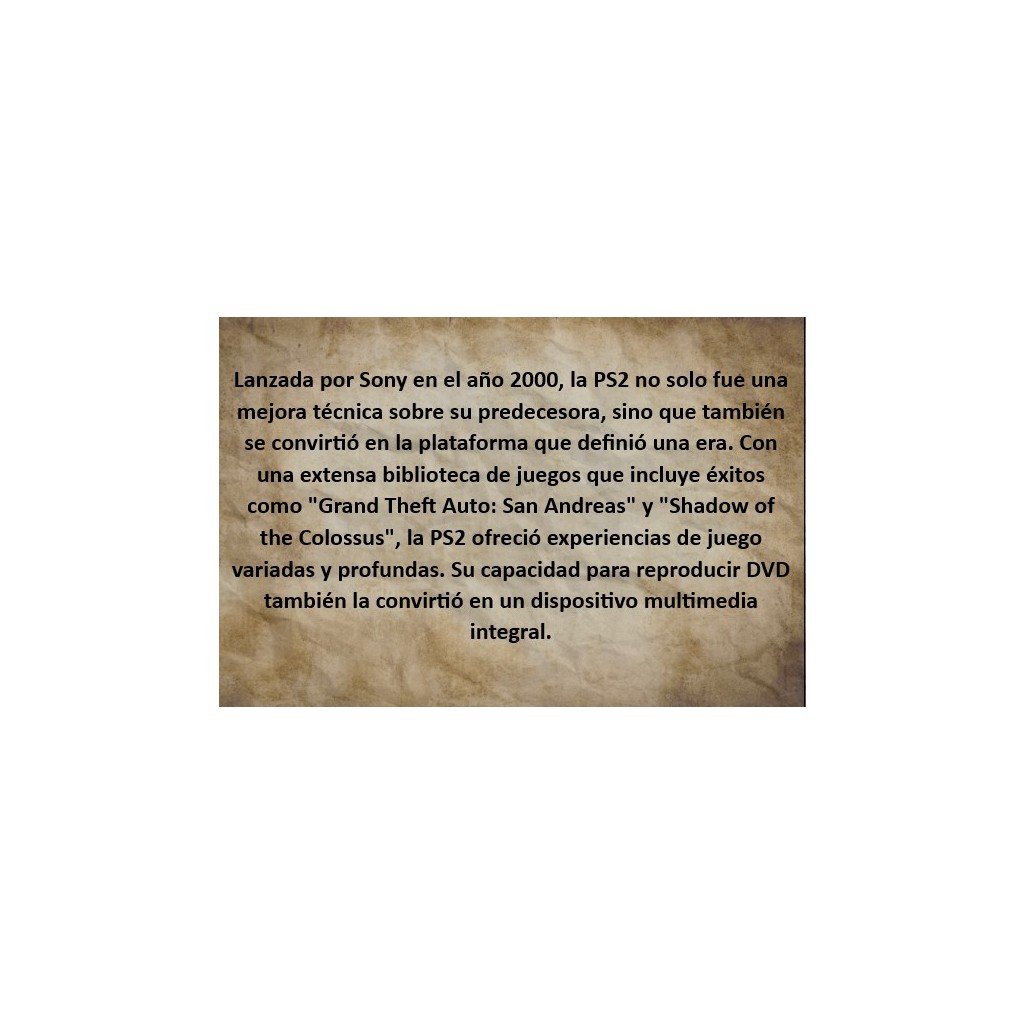 Lanzada por Sony en el año 2000, la PS2 no solo fue una
mejora técnica sobre su predecesora, sino que también
se convirtió en la plataforma que definió una era. Con
una extensa biblioteca de juegos que incluye éxitos
como "Grand Theft Auto: San Andreas" y "Shadow of
the Colossus", la PS2 ofreció experiencias de juego
variadas y profundas. Su capacidad para reproducir DVD
también la convirtió en un dispositivo multimedia
integral.